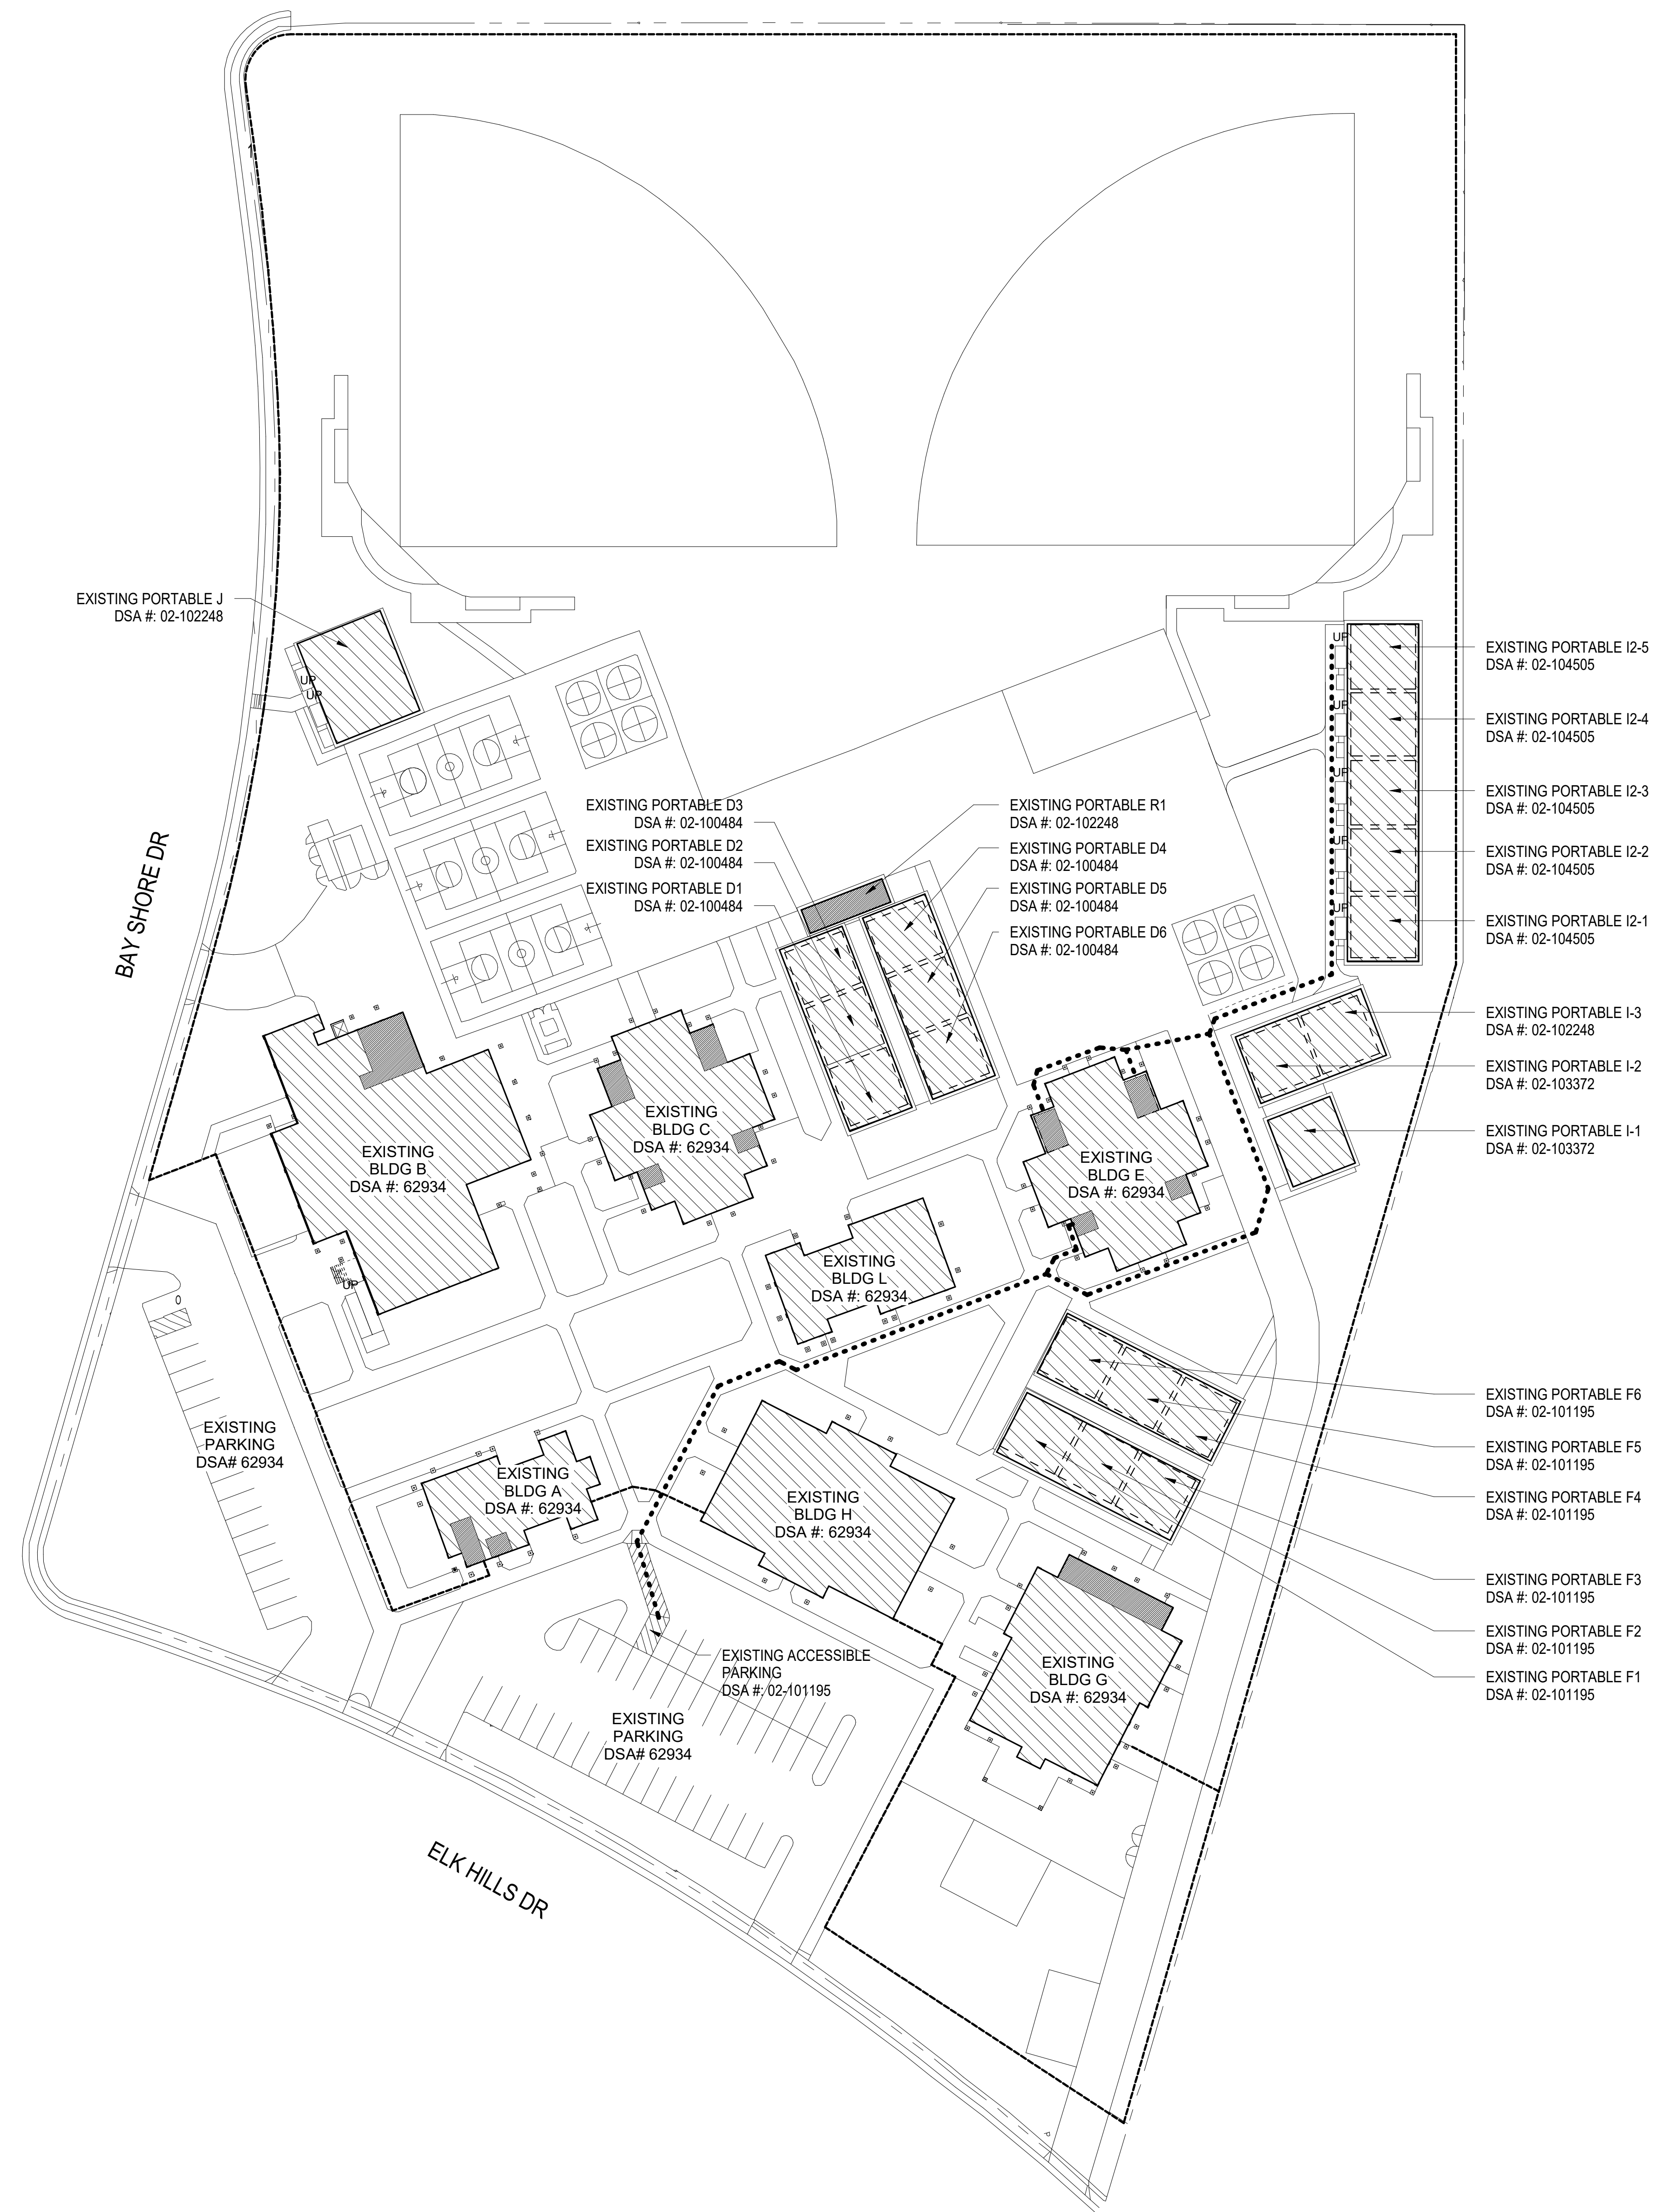 EXISTING PORTABLE J
DSA #: 02-102248
UP
UP
BAY SHORE DR
EXISTING PORTABLE D3
DSA #: 02-100484
EXISTING PORTABLE D2
DSA #: 02-100484
EXISTING PORTABLE D1
DSA #: 02-100484
EXISTING PORTABLE R1
DSA #: 02-102248
EXISTING PORTABLE D4
DSA #: 02-100484
EXISTING PORTABLE D5
DSA #: 02-100484
EXISTING PORTABLE D6
DSA #: 02-100484
UP
UP
UP
UP
UP
EXISTING PORTABLE I2-5
DSA #: 02-104505
EXISTING PORTABLE I2-4
DSA #: 02-104505
EXISTING PORTABLE I2-3
DSA #: 02-104505
EXISTING PORTABLE I2-2
DSA #: 02-104505
EXISTING PORTABLE I2-1
DSA #: 02-104505
EXISTING PORTABLE I-3
DSA #: 02-102248
EXISTING PORTABLE I-2
DSA #: 02-103372
EXISTING PORTABLE I-1
DSA #: 02-103372
EXISTING
BLDG B
DSA #: 62934
UP
EXISTING
BLDG C
DSA #: 62934
EXISTING
BLDG E
DSA #: 62934
EXISTING
BLDG L
DSA #: 62934
EXISTING
PARKING
DSA# 62934
EXISTING
BLDG A
DSA #: 62934
EXISTING
BLDG H
DSA #: 62934
EXISTING PORTABLE F6
DSA #: 02-101195
EXISTING PORTABLE F5
DSA #: 02-101195
EXISTING PORTABLE F4
DSA #: 02-101195
EXISTING PORTABLE F3
DSA #: 02-101195
EXISTING PORTABLE F2
DSA #: 02-101195
EXISTING PORTABLE F1
DSA #: 02-101195
EXISTING ACCESSIBLE
PARKING
DSA #: 02-101195
EXISTING
PARKING
DSA# 62934
EXISTING
BLDG G
DSA #: 62934
ELK HILLS DR